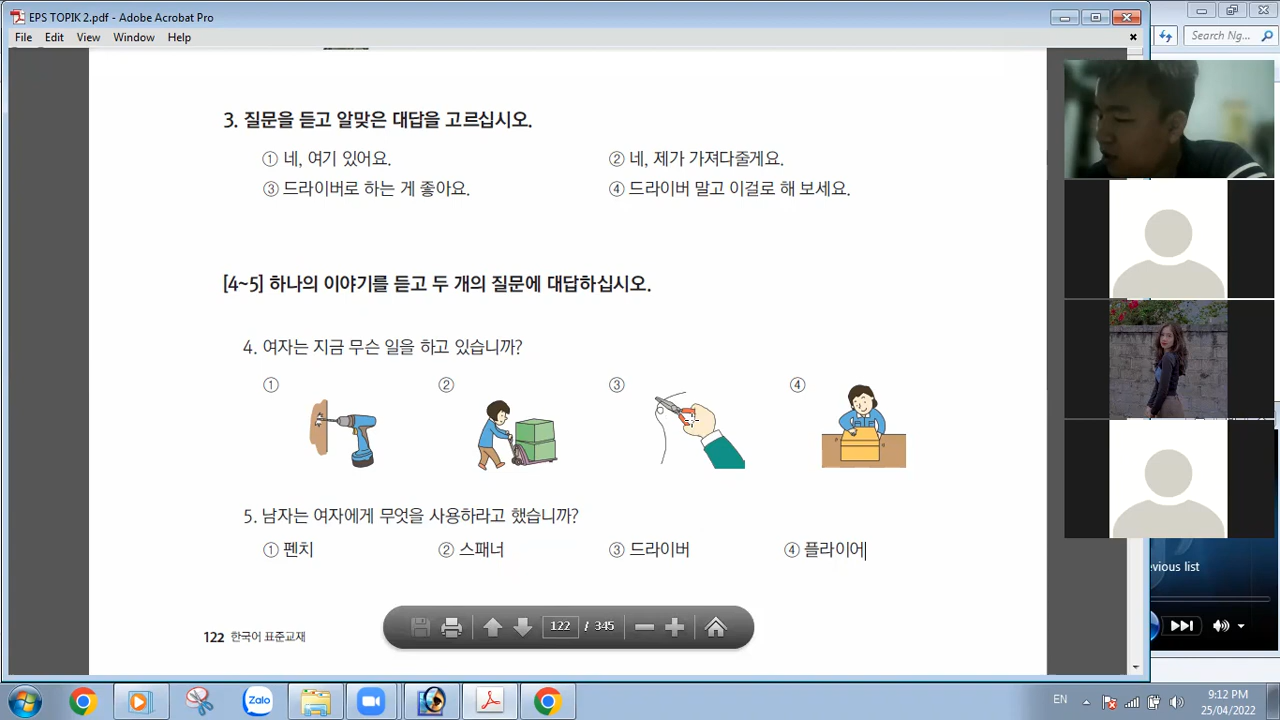 EPS TOPIK 2.pdf - Adobe Acrobat Pro
File Edit View Window Help
Search Ng...
3. 질문을 듣고 알맞은 대답을 고르십시오.
① 네, 여기 있어요. ② 네, 제가 가져다줄게요.
③ 드라이버로 하는 게 좋아요. ④ 드라이버 말고 이걸로 해 보세요.
[4~5] 하나의 이야기를 듣고 두 개의 질문에 대답하십시오.
4. 여자는 지금 무슨 일을 하고 있습니까?
① ② ③ ④
5. 남자는 여자에게 무엇을 사용하라고 했습니까?
① 펜치 ② 스패너 ③ 드라이버 ④ 플라이어
evious list
122 한국어 표준교재
122 / 345
Zalo
EN
9:12 PM
25/04/2022